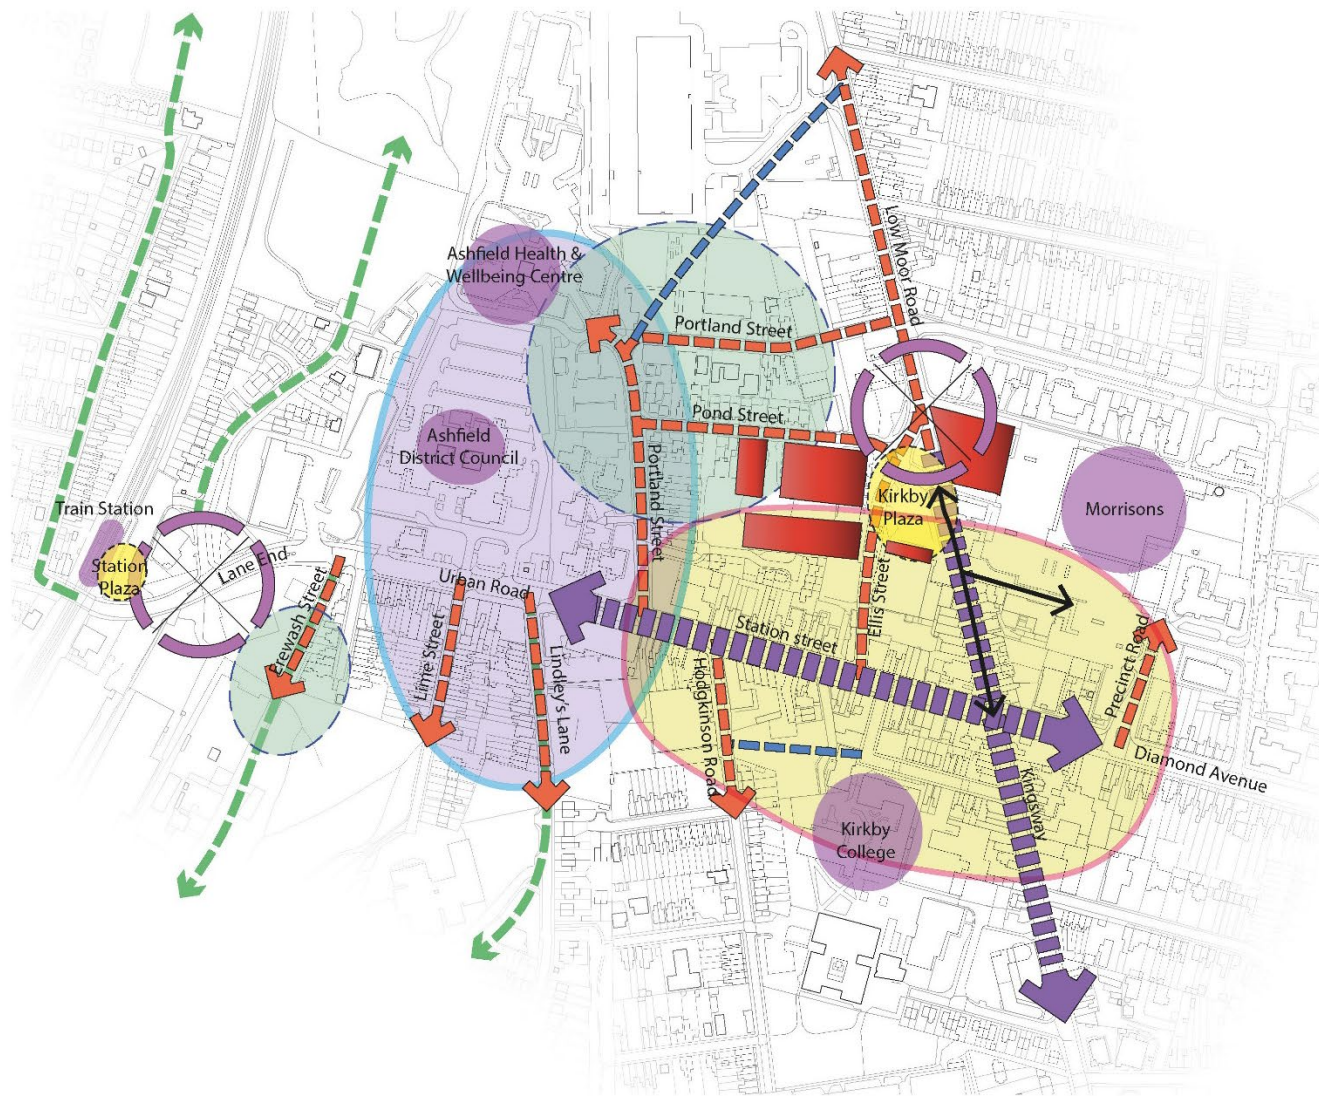 Ashfield Health &
Wellbeing Centre
Low Moor Road
Portland Street
Pond Street
Ashfield
District Council
Portland Street
Kirkby
Plaza
Morrisons
Train Station
Station
Plaza
Lane End
Erewash Street
Urban Road
Lime Street
Lindley's Lane
Station street
Ellis Street
Hodgkinson Road
Precinct Road
Diamond Avenue
Kingsway
Kirkby
College